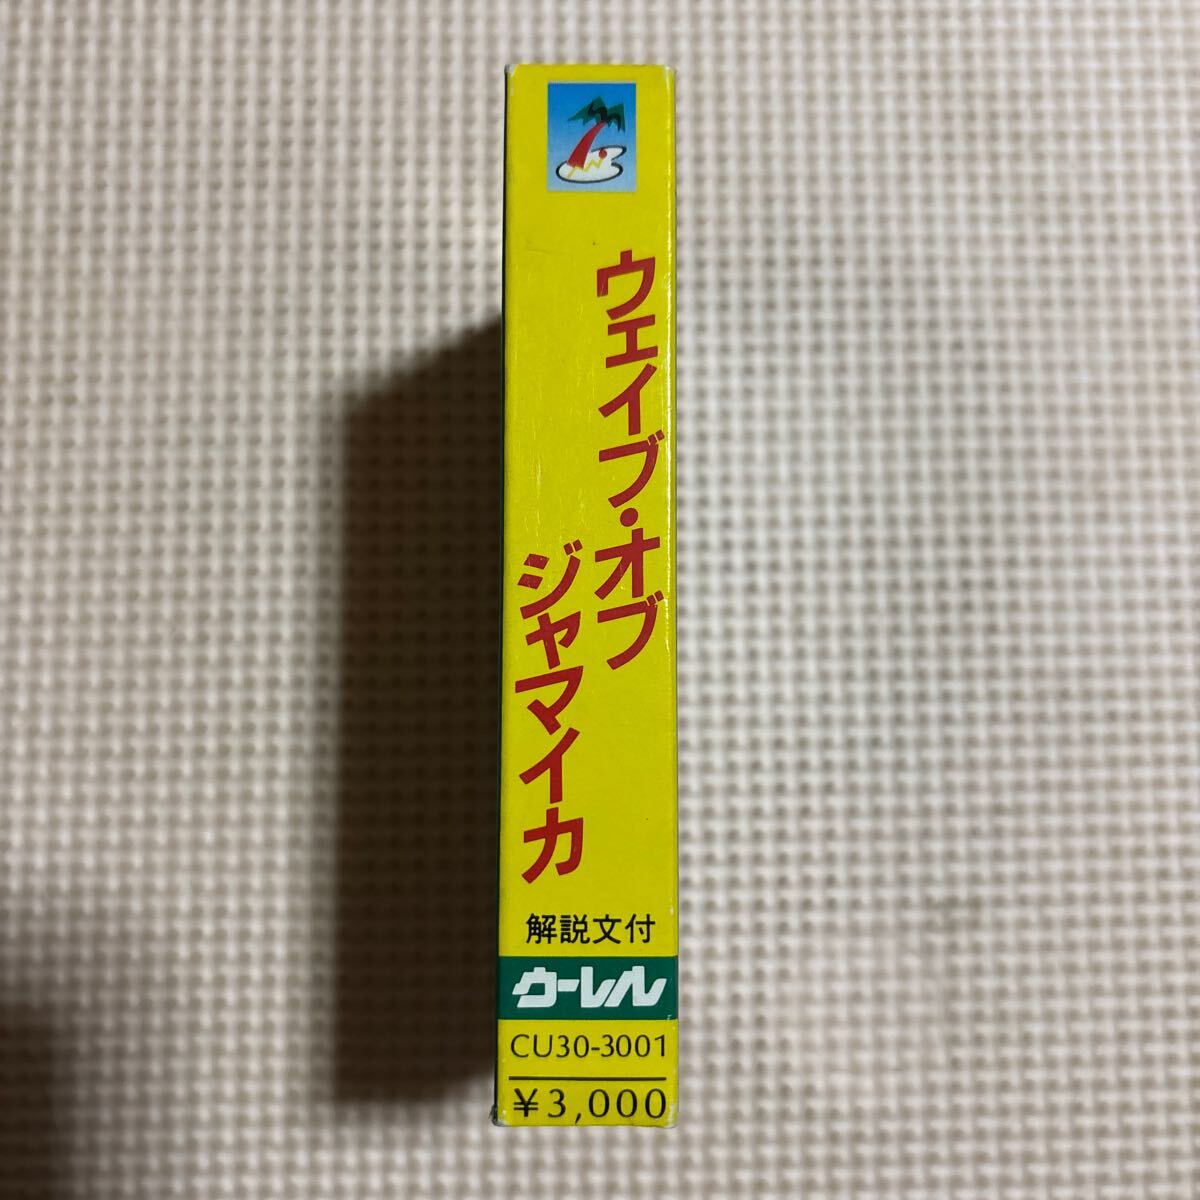 ウェイブ・オブ
ジャマイカ
解説文付
ウーレル
CU30-3001
¥3,000